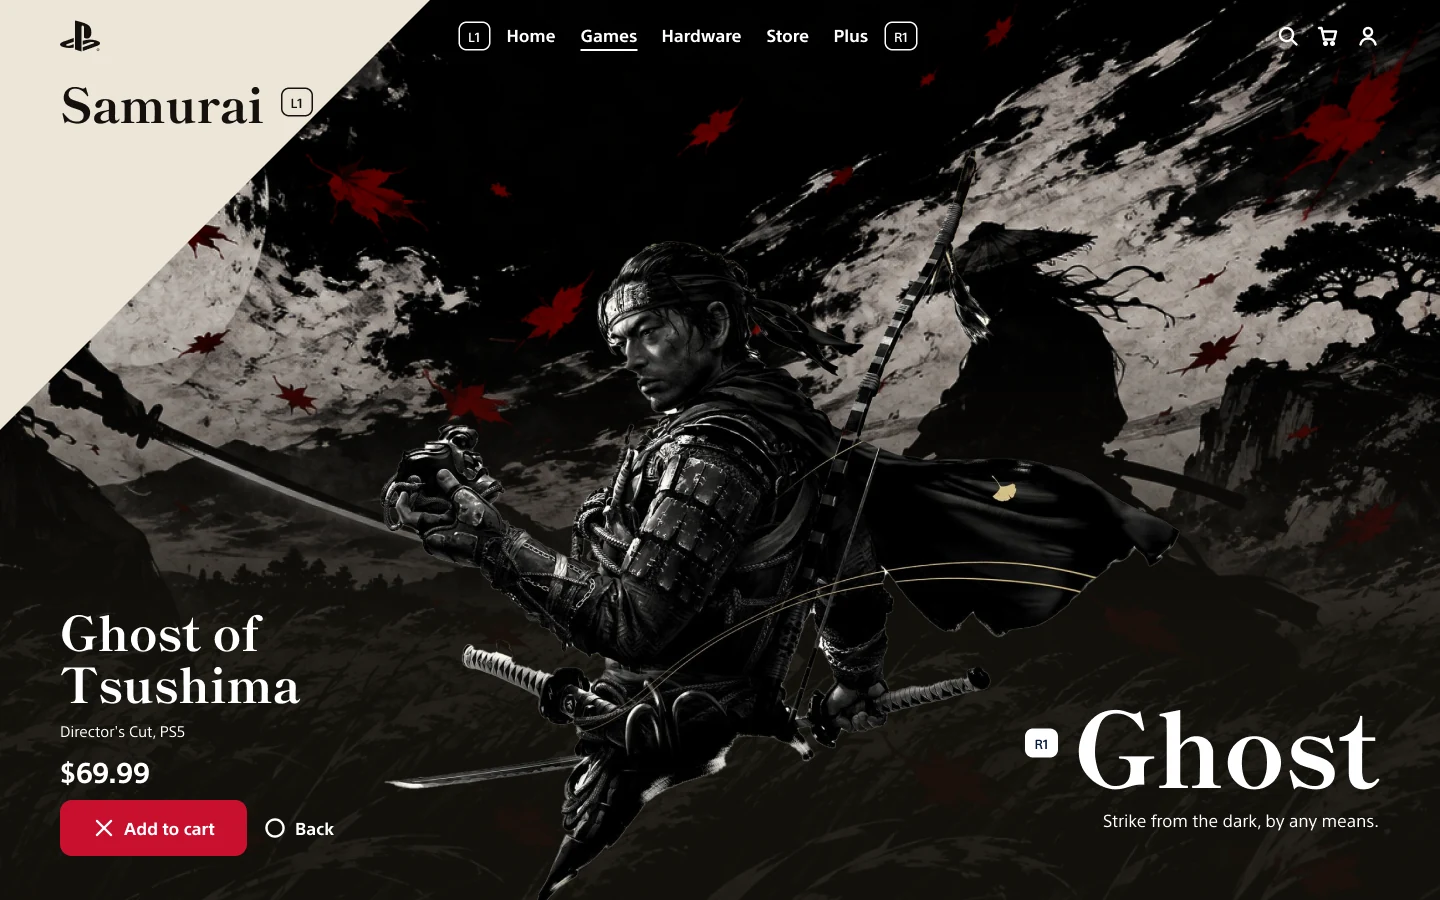 L1 Home Games Hardware Store Plus R1
Samurai L1
Ghost of
Tsushima
Director's Cut, PS5
$69.99
Add to cart
Back
R1 Ghost
Strike from the dark, by any means.